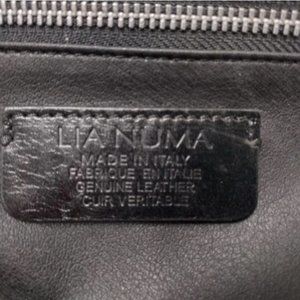 LIA NUMA
MADE IN ITALY
FABRIQUE EN ITALIE
GENUINE LEATHER
CUIR VERITABLE